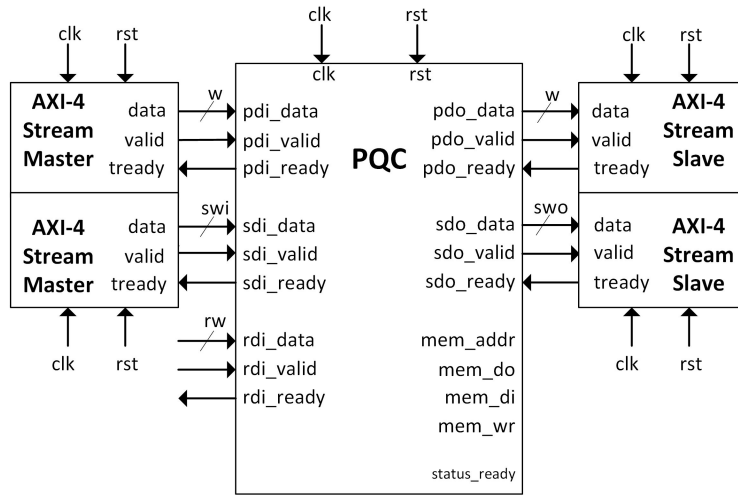 clk rst
clk rst
clk rst
clk rst
AXI-4
Stream
Master
data
valid
tready
w
pdi_data
pdi_valid
pdi_ready
PQC
pdo_data
pdo_valid
pdo_ready
w
data
valid
tready
AXI-4
Stream
Slave
AXI-4
Stream
Master
data
valid
tready
swi
sdi_data
sdi_valid
sdi_ready
sdo_data
sdo_valid
sdo_ready
swo
data
valid
tready
AXI-4
Stream
Slave
clk rst
rw
rdi_data
rdi_valid
rdi_ready
mem_addr
mem_do
mem_di
mem_wr
status_ready
clk rst